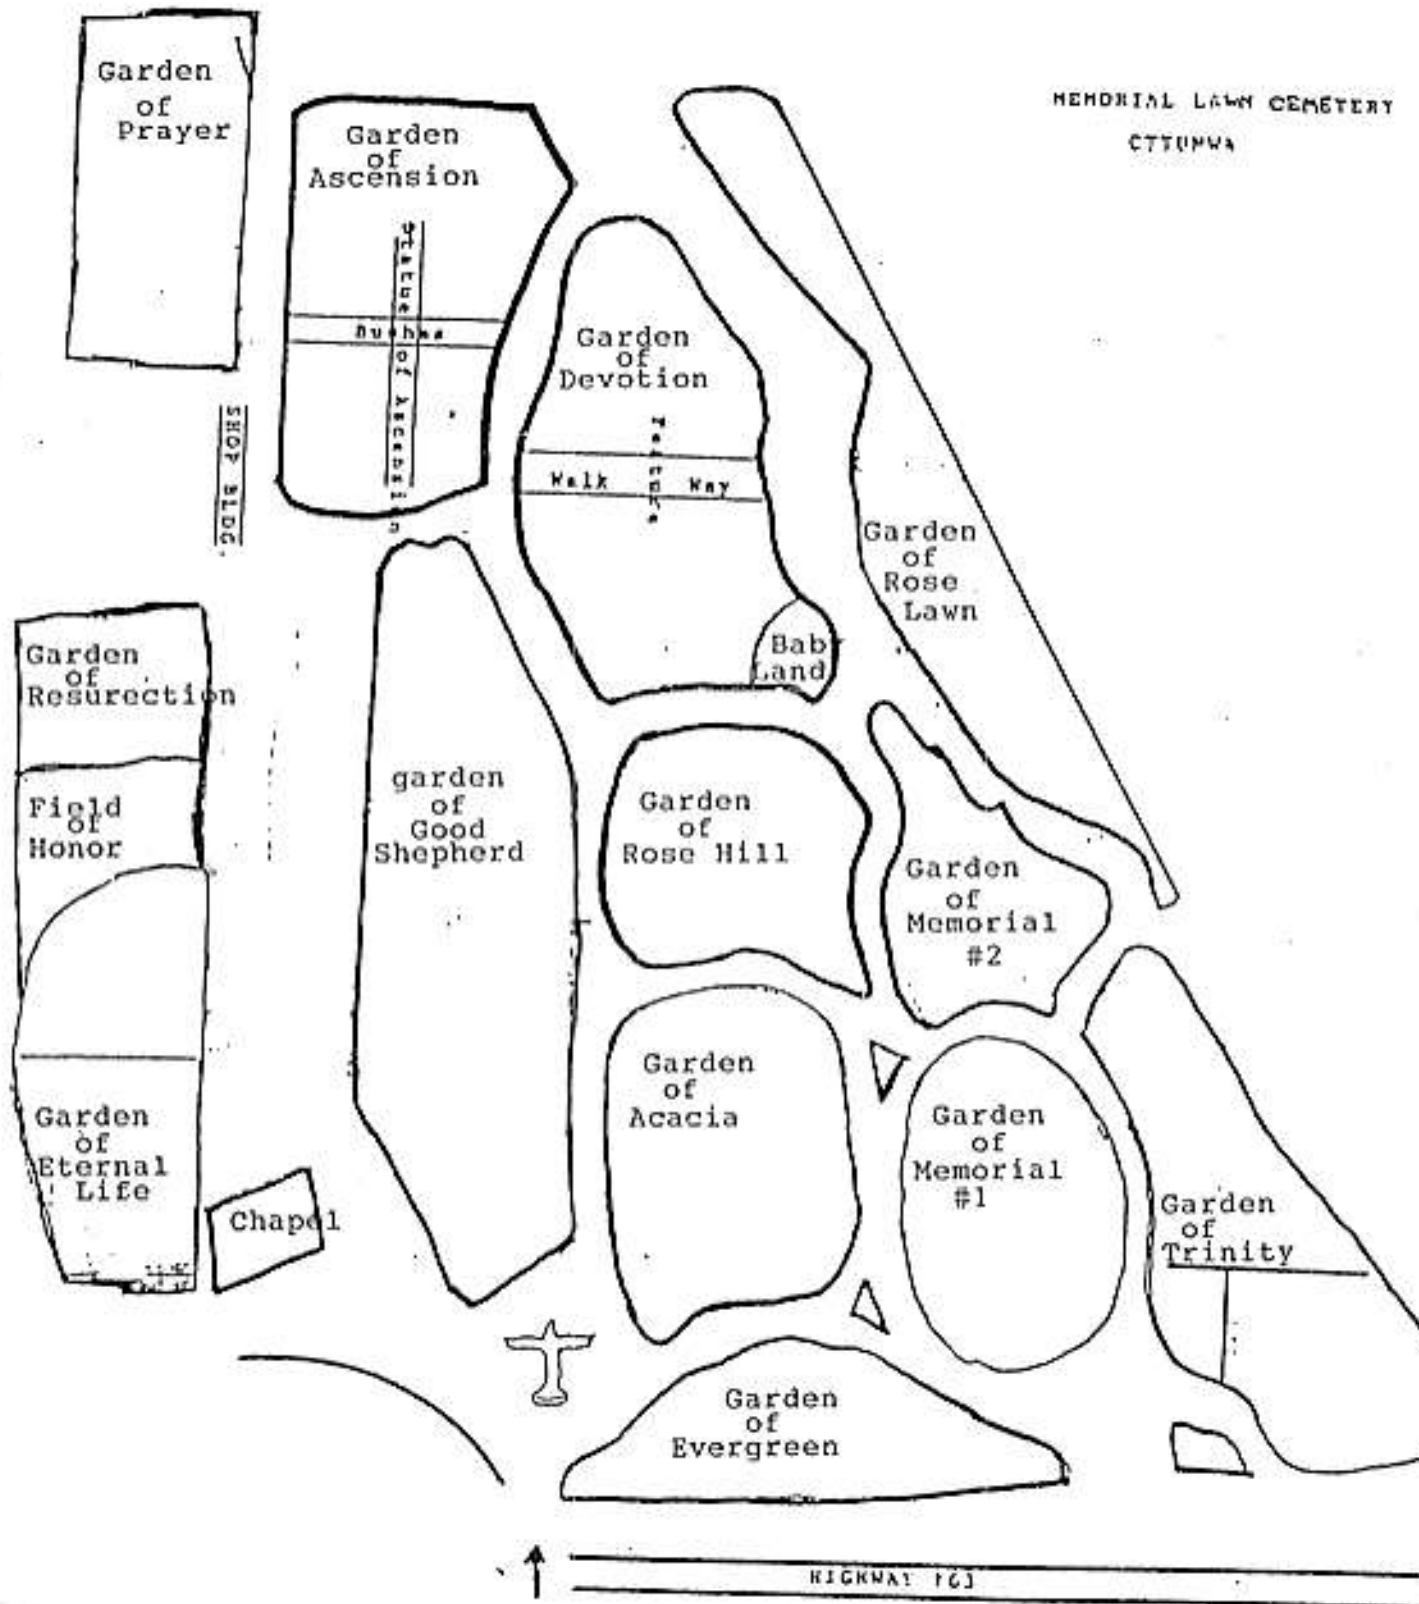 MEMORIAL LAWN CEMETERY
OTTUMWA
Garden
of
Prayer
Garden
of
Ascension
Statue of Ascension
Bushes
Garden
of
Devotion
Feature
Walk Way
SHOP BLDG.
Garden
of
Rose
Lawn
Baby
Land
Garden
of
Resurection
Field
of
Honor
garden
of
Good
Shepherd
Garden
of
Rose Hill
Garden
of
Memorial
#2
Garden
of
Acacia
Garden
of
Memorial
#1
Garden
of
Eternal
Life
Chapel
Garden
of
Trinity
Garden
of
Evergreen
HIGHWAY